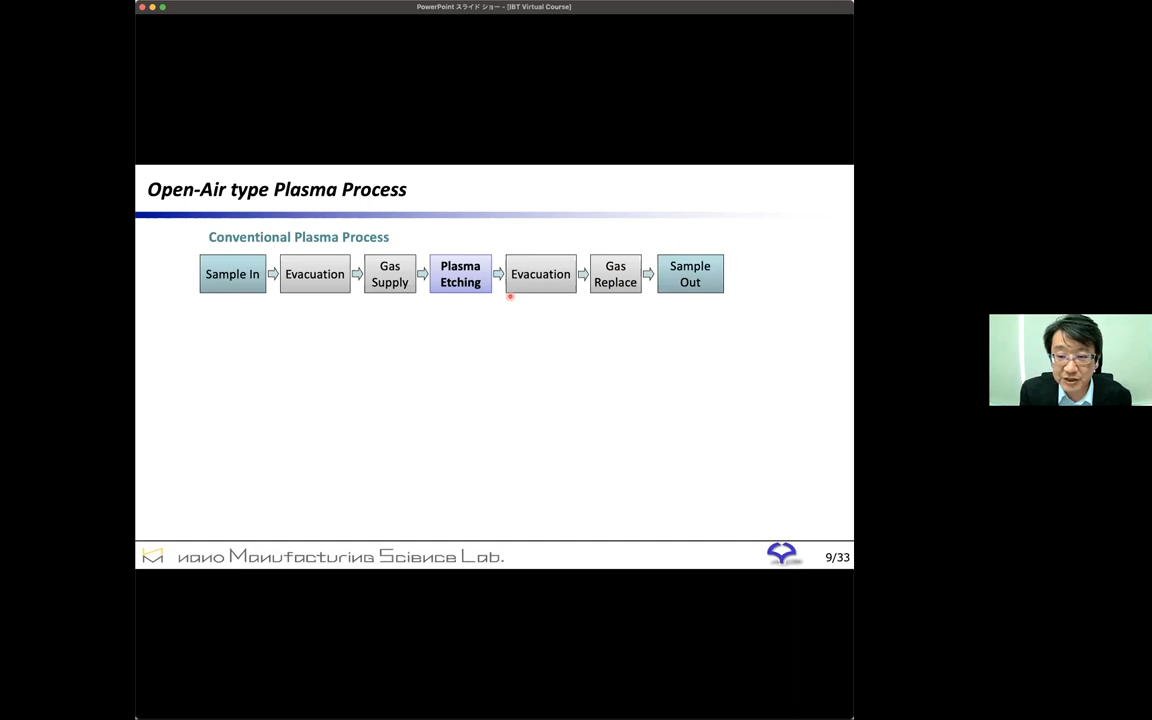 PowerPoint スライド ショー - [IBT Virtual Course]
Open-Air type Plasma Process
Conventional Plasma Process
Sample In
Evacuation
Gas
Supply
Plasma
Etching
Evacuation
Gas
Replace
Sample
Out
nano Manufacturing Science Lab.
9/33